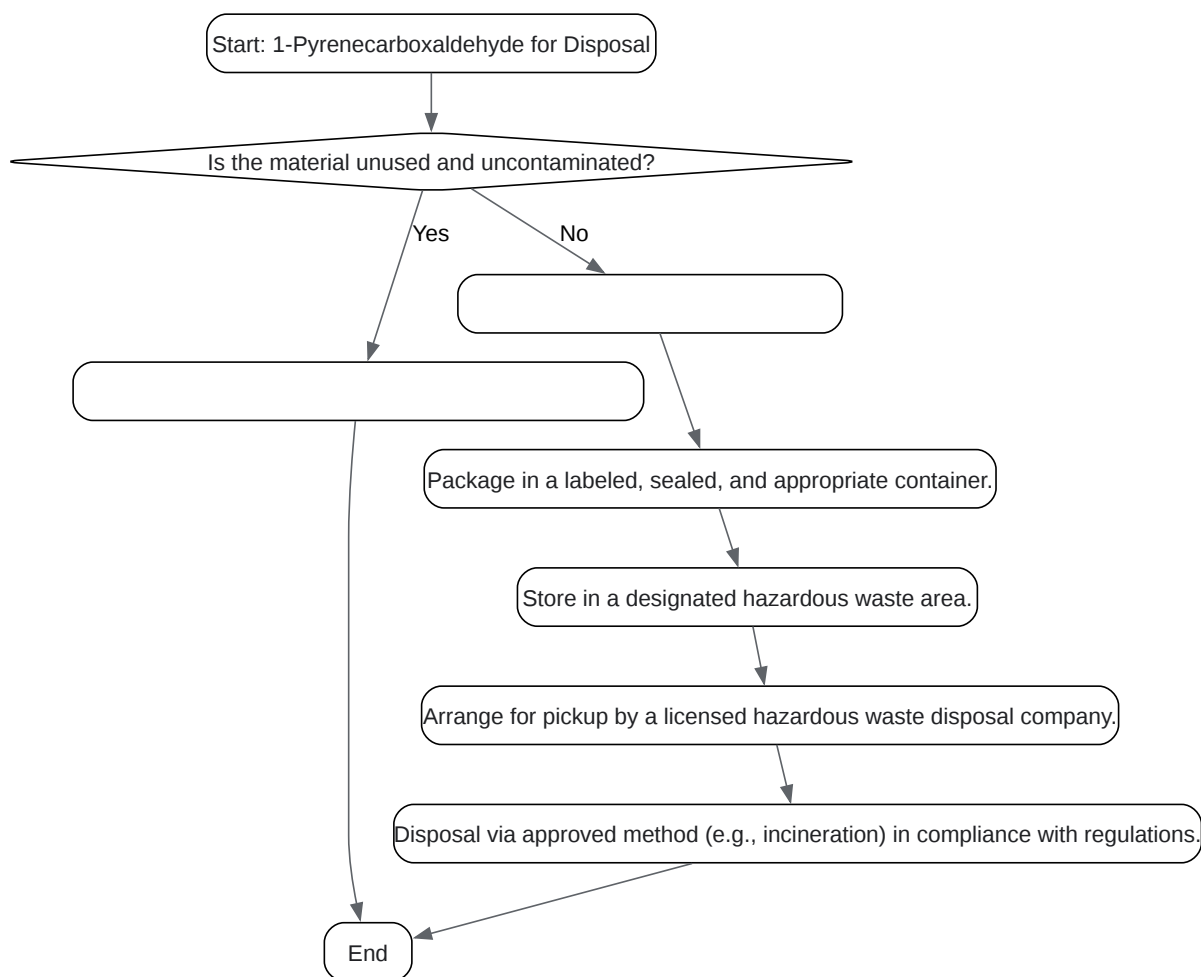 Start: 1-Pyrenecarboxaldehyde for Disposal
Is the material unused and uncontaminated?
Yes
No
Package in a labeled, sealed, and appropriate container.
Store in a designated hazardous waste area.
Arrange for pickup by a licensed hazardous waste disposal company.
Disposal via approved method (e.g., incineration) in compliance with regulations.
End